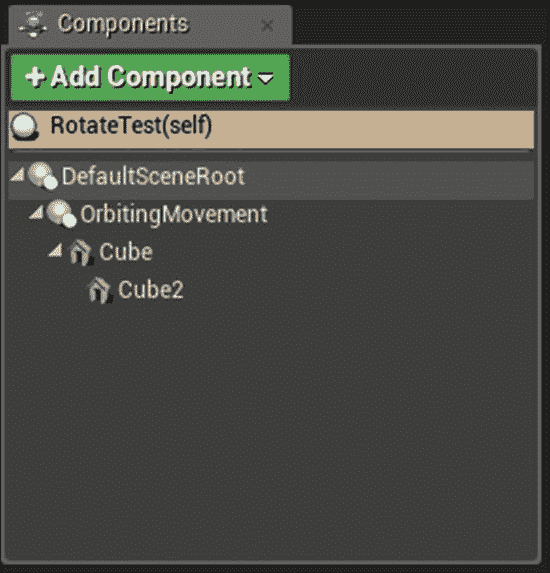 Components
+ Add Component
RotateTest(self)
DefaultSceneRoot
OrbitingMovement
Cube
Cube2